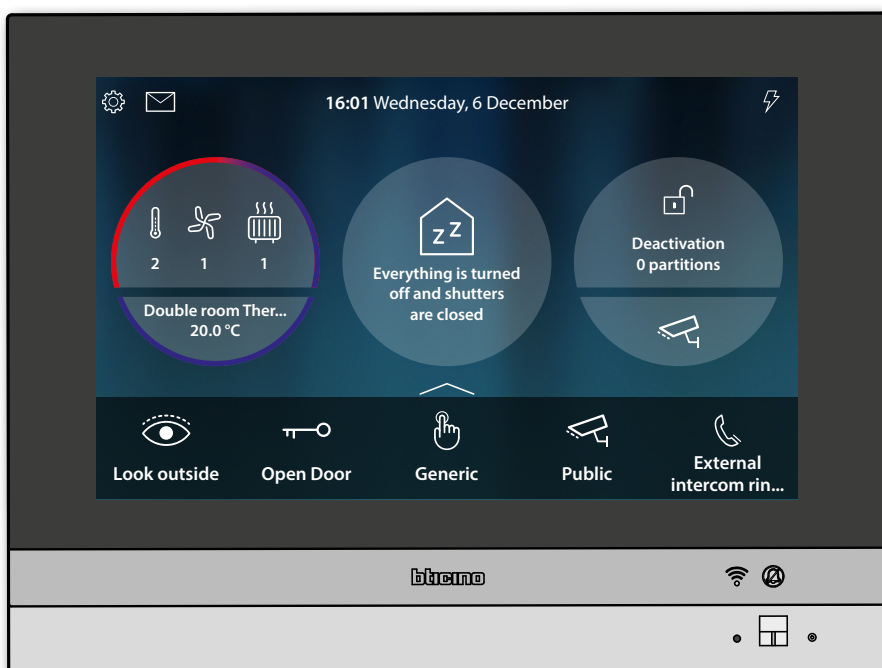 16:01 Wednesday, 6 December
2 1 1
Double room Ther...
20.0 °C
z z
Everything is turned
off and shutters
are closed
Deactivation
0 partitions
Look outside
Open Door
Generic
Public
External
intercom rin...
bticino